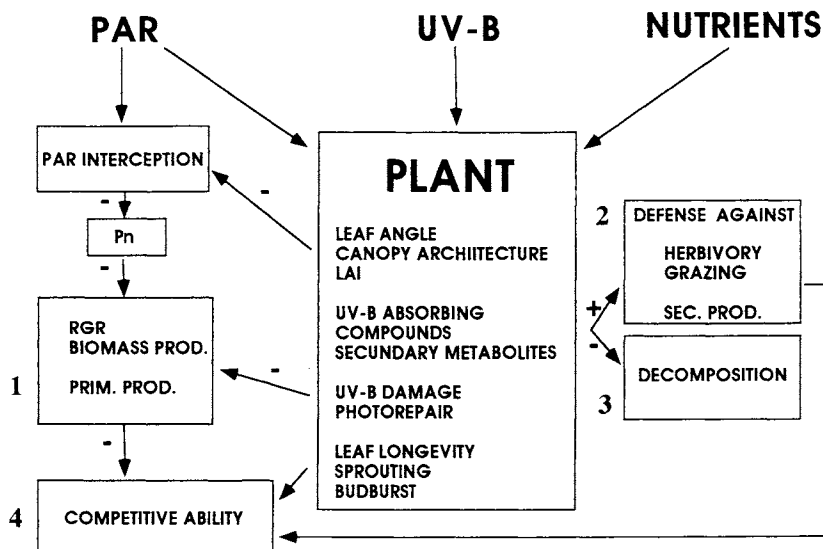 PAR
UV-B
NUTRIENTS
PAR INTERCEPTION
-
-
Pn
-
RGR
BIOMASS PROD.
PRIM. PROD.
1
-
-
4
COMPETITIVE ABILITY
PLANT
LEAF ANGLE
CANOPY ARCHIITECTURE
LAI
UV-B ABSORBING
COMPOUNDS
SECUNDARY METABOLITES
UV-B DAMAGE
PHOTOREPAIR
LEAF LONGEVITY
SPROUTING
BUDBURST
+
-
2
DEFENSE AGAINST
HERBIVORY
GRAZING
SEC. PROD.
DECOMPOSITION
3